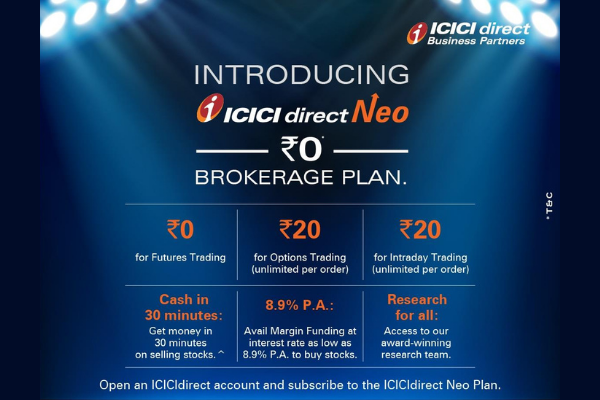 ICICI direct
Business Partners
INTRODUCING
ICICI direct Neo
₹0*
BROKERAGE PLAN.
₹0
for Futures Trading
₹20
for Options Trading
(unlimited per order)
₹20
for Intraday Trading
(unlimited per order)
Cash in
30 minutes:
Get money in
30 minutes
on selling stocks.^
8.9% P.A.:
Avail Margin Funding at
interest rate as low as
8.9% P.A. to buy stocks.
Research
for all:
Access to our
award-winning
research team.
*T&C
Open an ICICIdirect account and subscribe to the ICICIdirect Neo Plan.